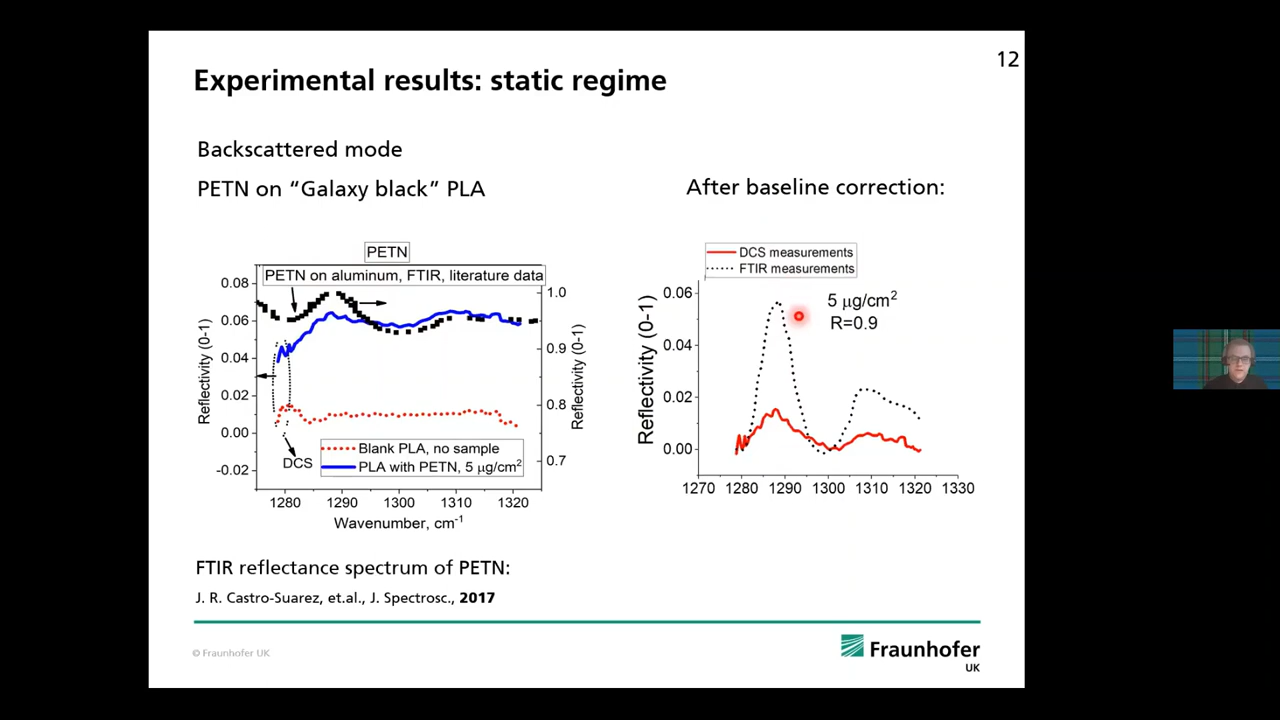 12
Experimental results: static regime
Backscattered mode
PETN on “Galaxy black” PLA
After baseline correction:
PETN
PETN on aluminum, FTIR, literature data
0.08
0.06
0.04
0.02
0.00
-0.02
Reflectivity (0-1)
1.0
0.9
0.8
0.7
Reflectivity (0-1)
DCS
Blank PLA, no sample
PLA with PETN, 5 μg/cm²
1280 1290 1300 1310 1320
Wavenumber, cm⁻¹
DCS measurements
FTIR measurements
5 μg/cm²
R=0.9
0.06
0.04
0.02
0.00
Reflectivity (0-1)
1270 1280 1290 1300 1310 1320 1330
FTIR reflectance spectrum of PETN:
J. R. Castro-Suarez, et.al., J. Spectrosc., 2017
© Fraunhofer UK
Fraunhofer
UK